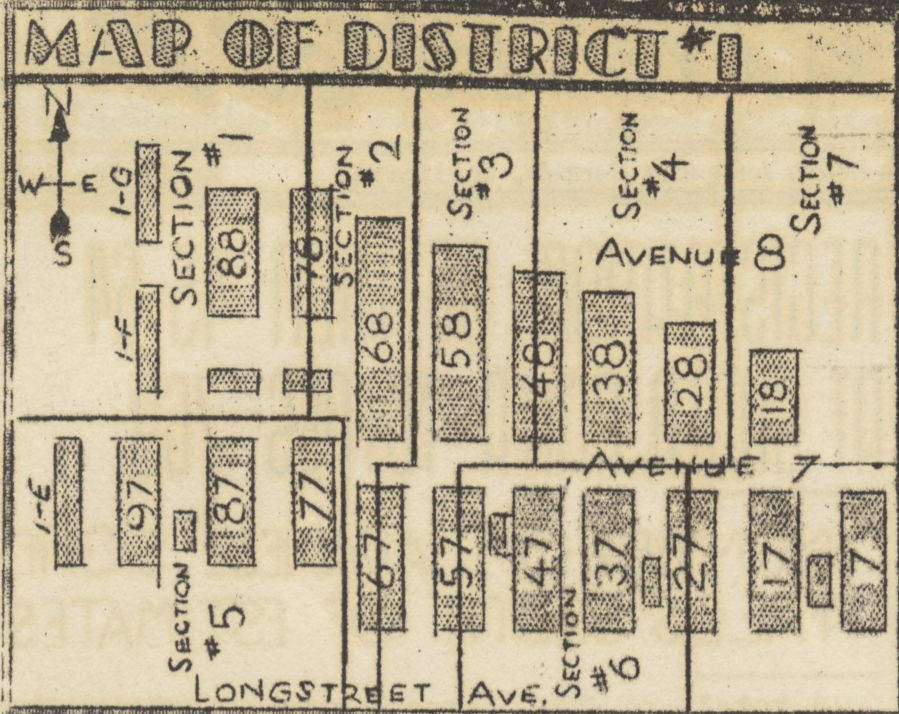 MAP OF DISTRICT #1
N
W E
S
1-G
1-F
1-E
SECTION #1
88
78
SECTION #2
68
SECTION #3
58
48
SECTION #4
38
28
SECTION #7
18
AVENUE 8
AVENUE 7
97
87
77
67
57
47
37
27
17
7
SECTION #5
SECTION #6
LONGSTREET AVE.